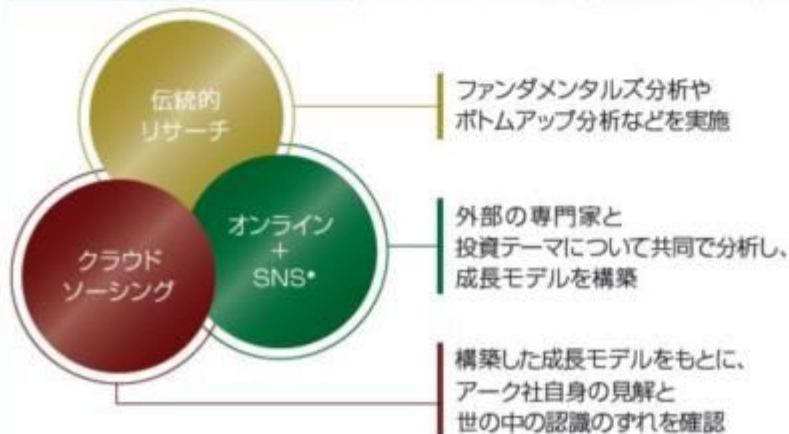 伝統的
リサーチ
ファンダメンタルズ分析や
ボトムアップ分析などを実施
オンライン
+
SNS*
外部の専門家と
投資テーマについて共同で分析し、
成長モデルを構築
クラウド
ソーシング
構築した成長モデルをもとに、
アーク社自身の見解と
世の中の認識のずれを確認